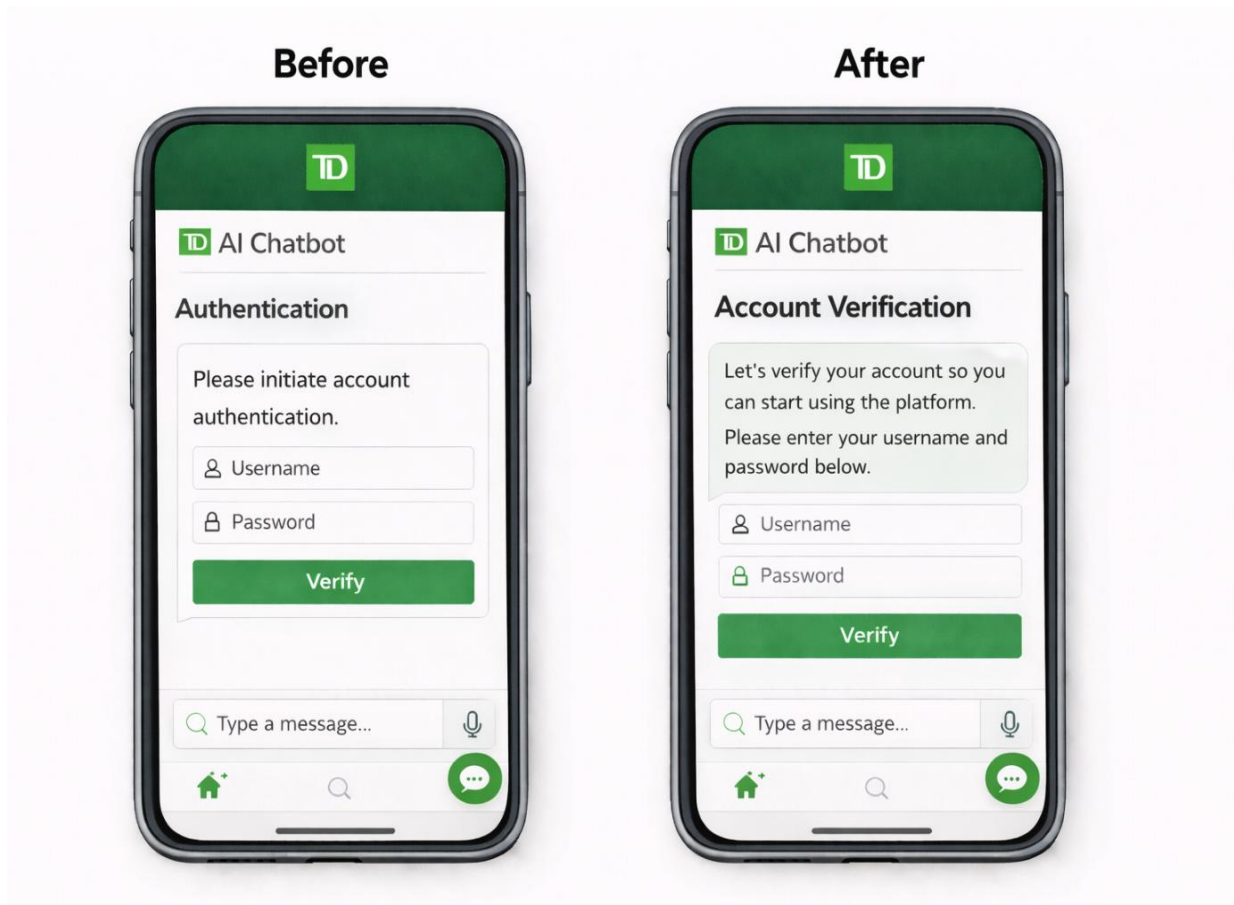 Before
TD
TD AI Chatbot
Authentication
Please initiate account
authentication.
Username
Password
Verify
Type a message...
After
TD
TD AI Chatbot
Account Verification
Let's verify your account so you
can start using the platform.
Please enter your username and
password below.
Username
Password
Verify
Type a message...